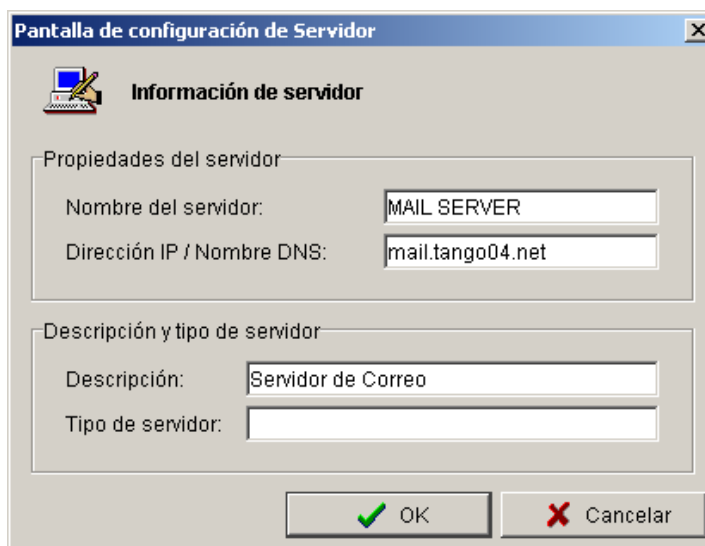 Pantalla de configuración de Servidor
Información de servidor
Propiedades del servidor
Nombre del servidor: MAIL SERVER
Dirección IP / Nombre DNS: mail.tango04.net
Descripción y tipo de servidor
Descripción: Servidor de Correo
Tipo de servidor:
OK Cancelar